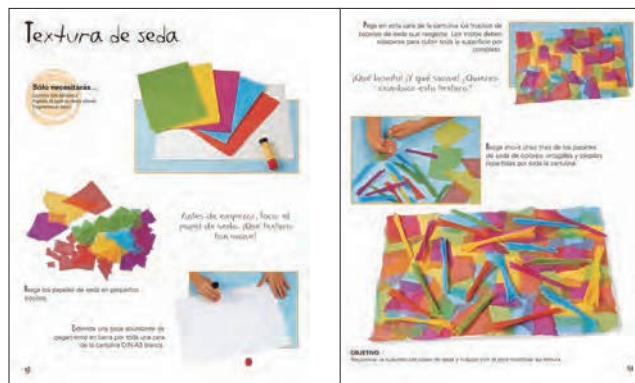 Textura de seda
Sólo necesitarás...
Antes de empezar, toca el
papel de seda. ¡Qué textura
tan suave!
Rasga los papeles de seda en pequeños
trozos.
Extiende una capa abundante de
pegamento en barra por toda una cara
de la cartulina DIN-A3 blanca.
Pega en esta cara de la cartulina los trocitos de
papeles de seda que rasgaste. Los trozos deben
solaparse para cubrir toda la superficie por
completo.
¡Qué bonito! ¡Y qué suave! ¿Quieres
cambiar esta textura?
Rasga ahora unas tiras de los papeles
de seda de colores, arrúgalas y pégalas
repartidas por toda la cartulina.
OBJETIVO: